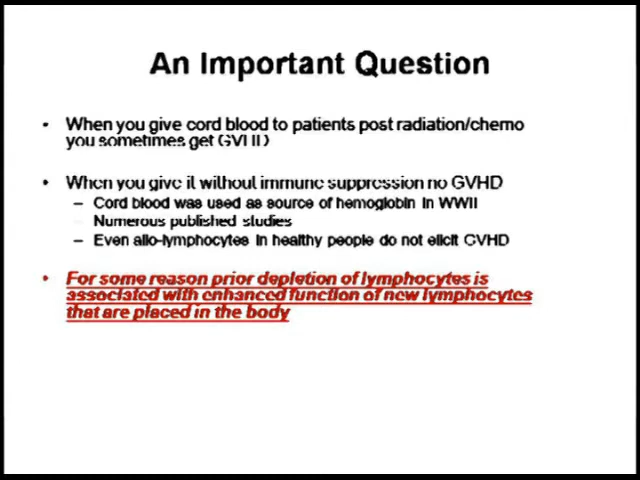 An Important Question
• When you give cord blood to patients post radiation/chemo
you sometimes get GVHD
• When you give it without immune suppression no GVHD
– Cord blood was used as source of hemoglobin in WWII
– Numerous published studies
– Even allo-lymphocytes in healthy people do not elicit GVHD
• For some reason prior depletion of lymphocytes is
associated with enhanced function of new lymphocytes
that are placed in the body